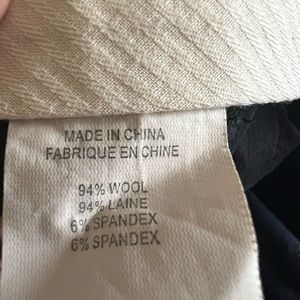 MADE IN CHINA
FABRIQUE EN CHINE
94% WOOL
94% LAINE
6% SPANDEX
6% SPANDEX